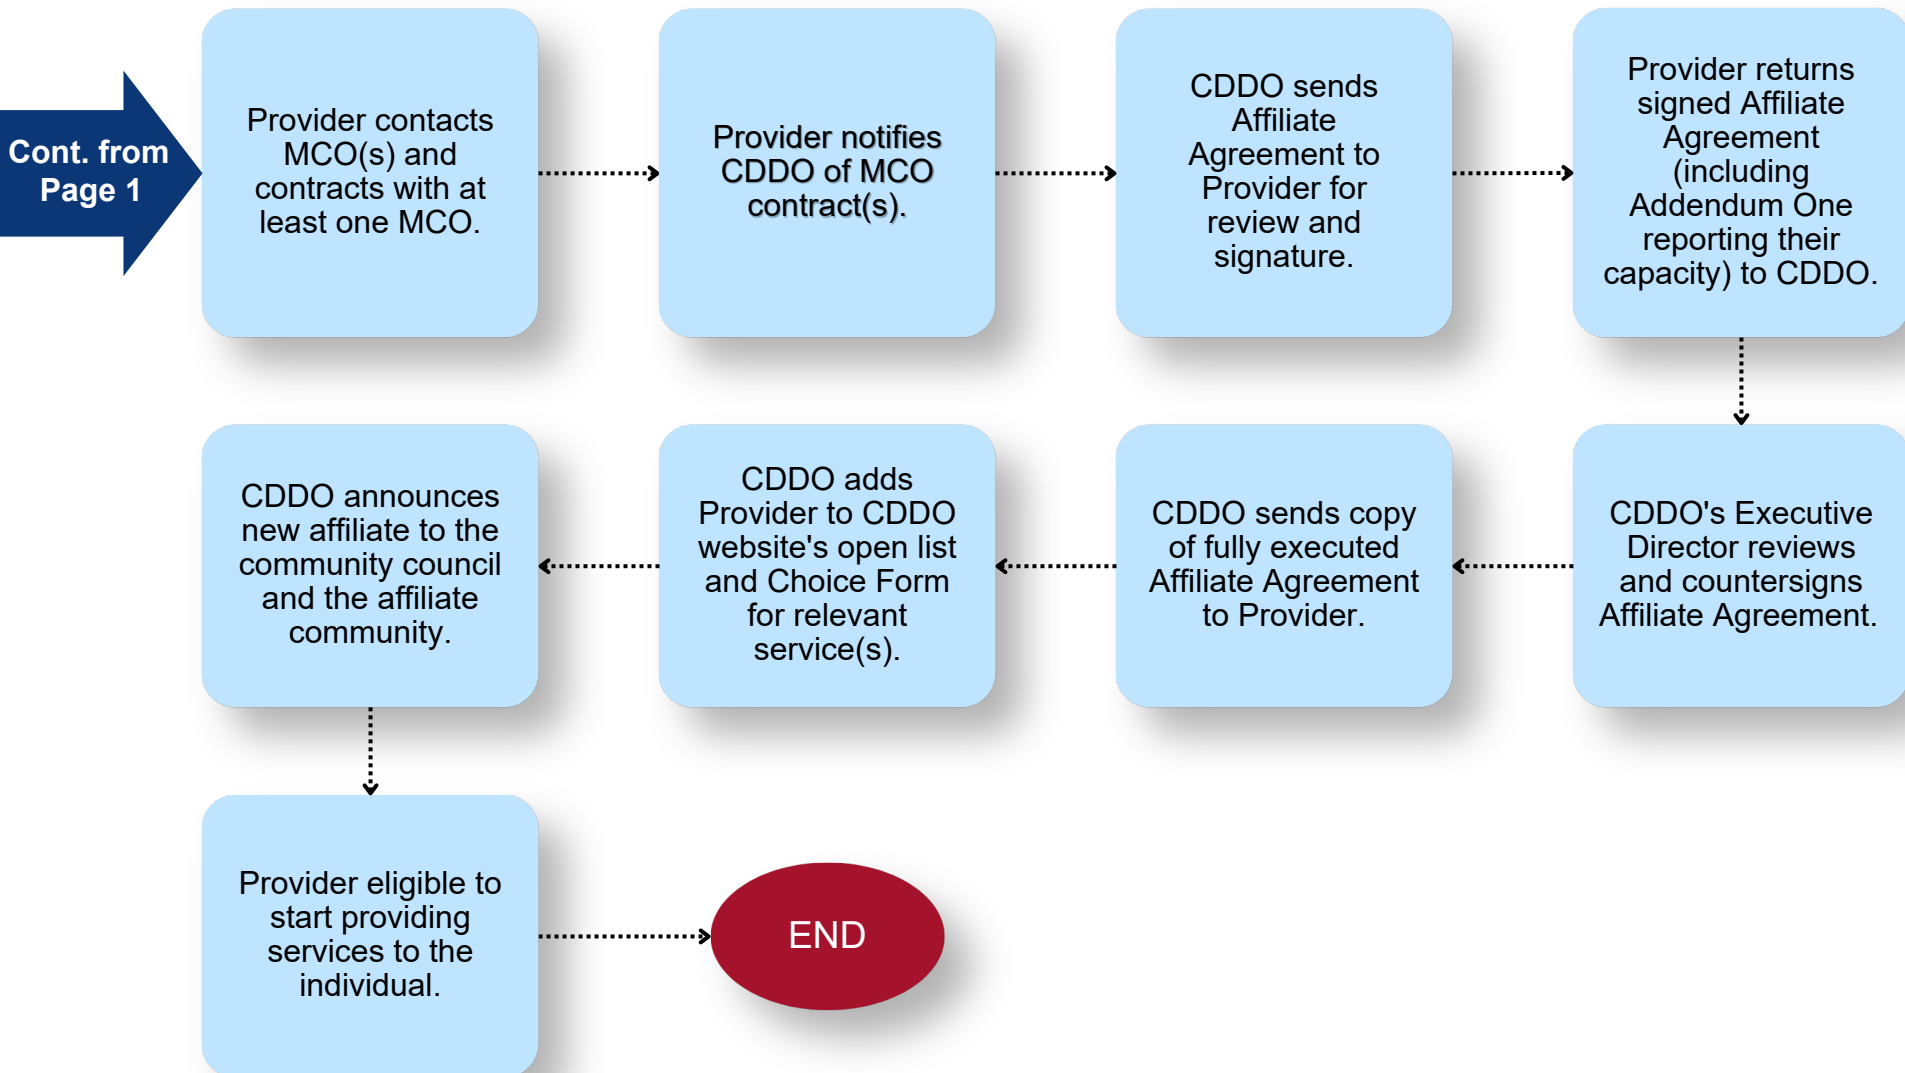 Cont. from
Page 1
Provider contacts
MCO(s) and
contracts with at
least one MCO.
Provider notifies
CDDO of MCO
contract(s).
CDDO sends
Affiliate
Agreement to
Provider for
review and
signature.
Provider returns
signed Affiliate
Agreement
(including
Addendum One
reporting their
capacity) to CDDO.
CDDO's Executive
Director reviews
and countersigns
Affiliate Agreement.
CDDO sends copy
of fully executed
Affiliate Agreement
to Provider.
CDDO adds
Provider to CDDO
website's open list
and Choice Form
for relevant
service(s).
CDDO announces
new affiliate to the
community council
and the affiliate
community.
Provider eligible to
start providing
services to the
individual.
END